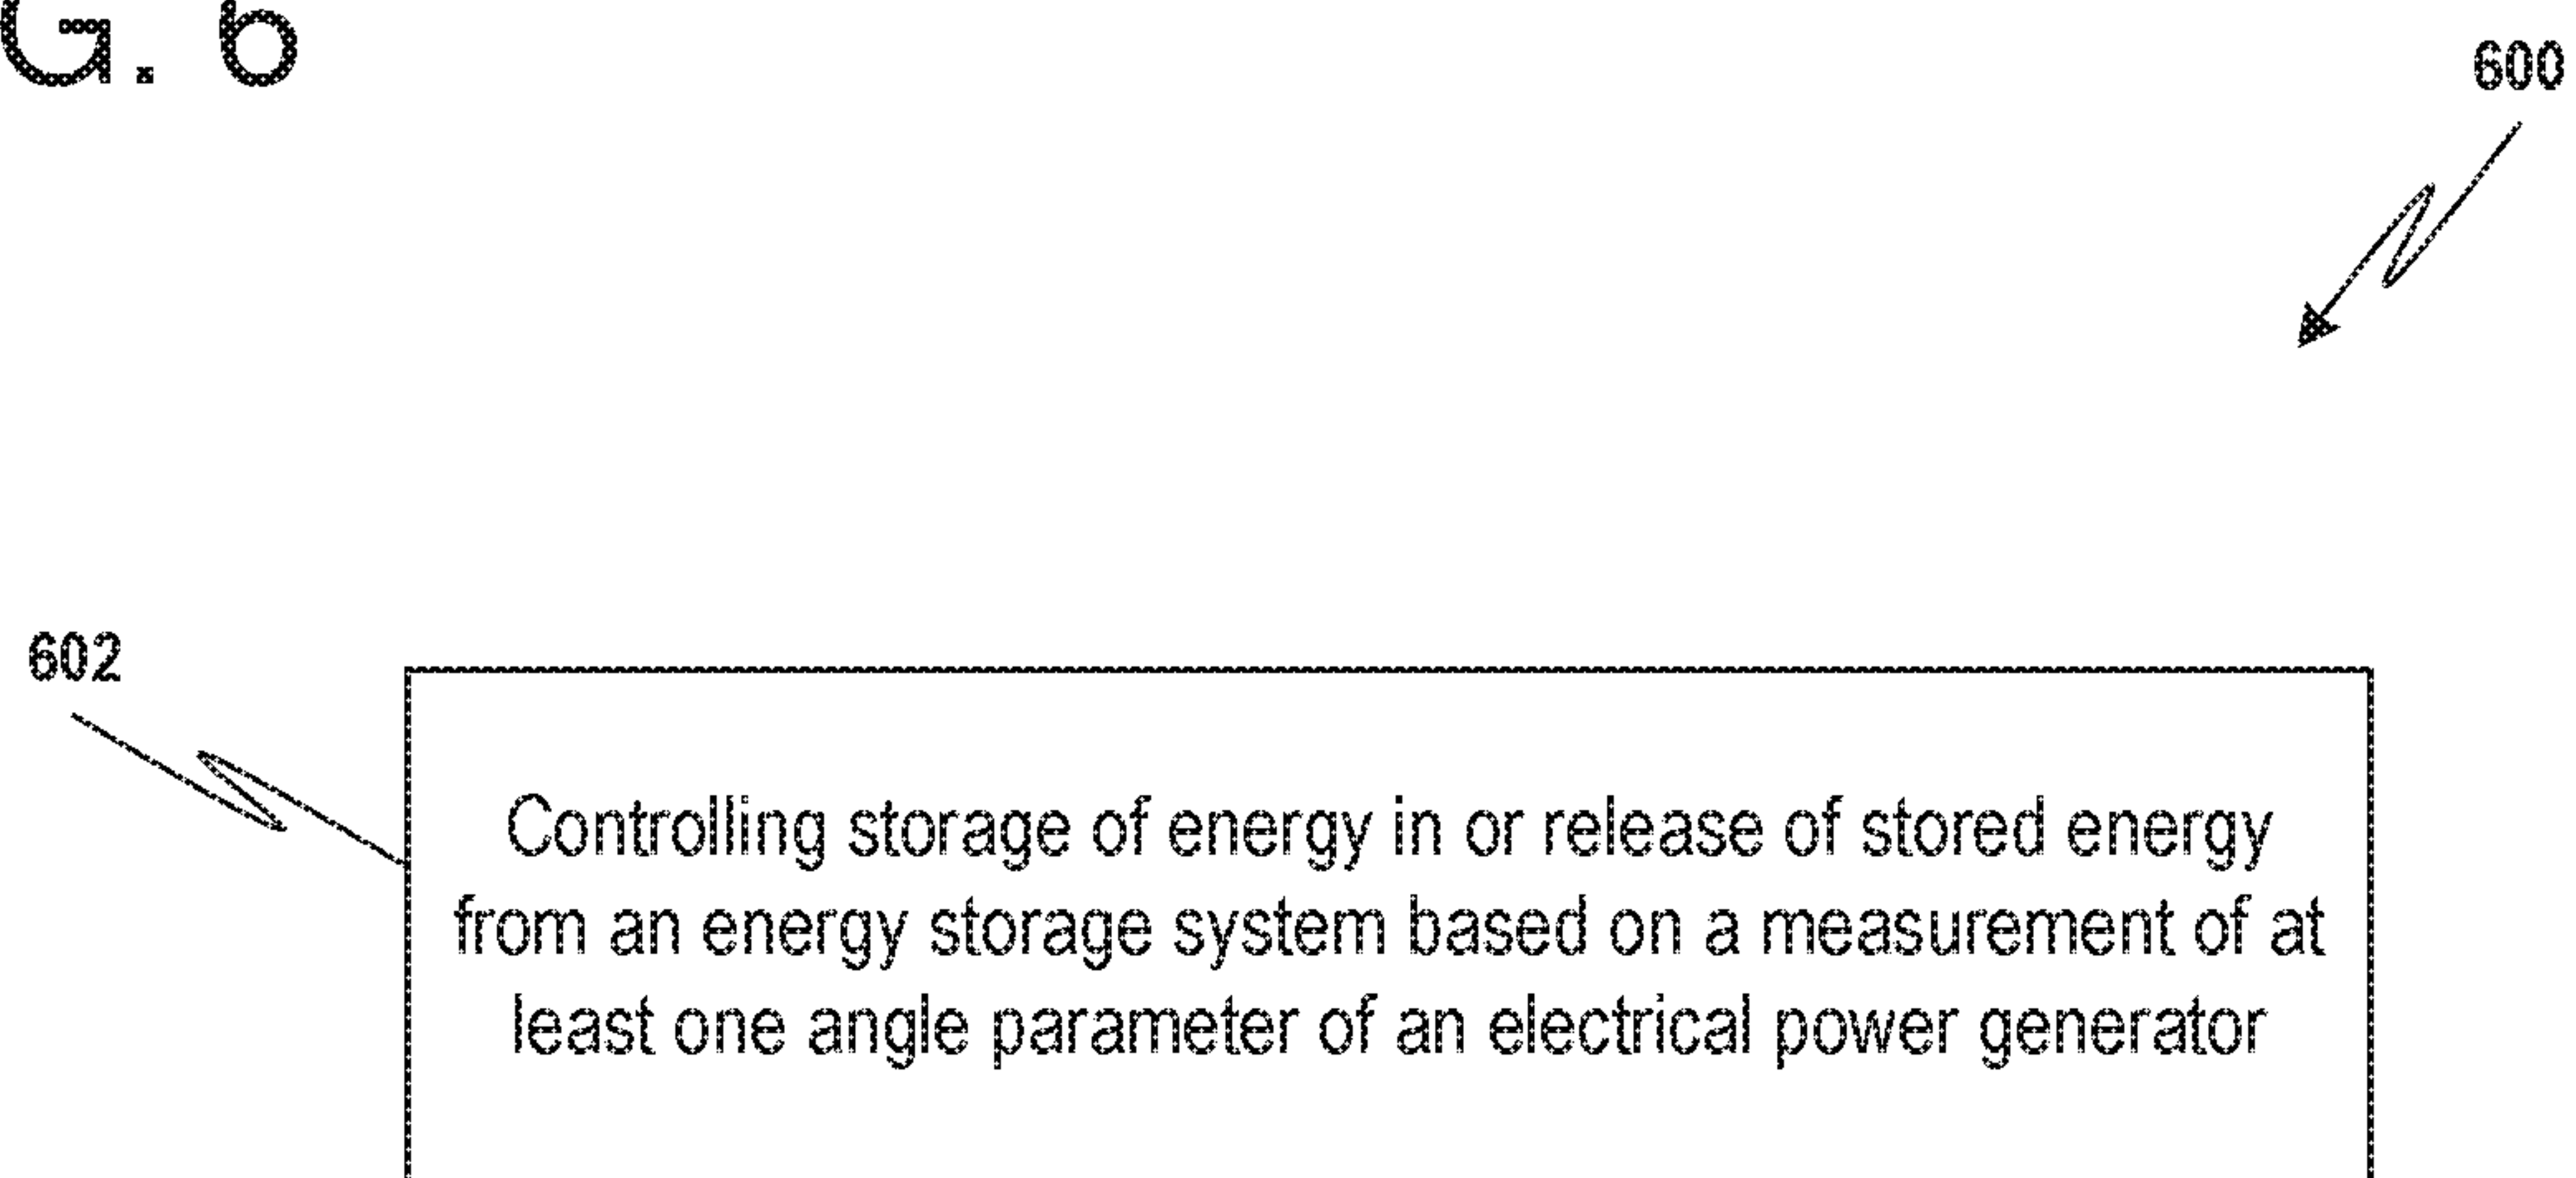 G. 6
600
602
Controlling storage of energy in or release of stored energy
from an energy storage system based on a measurement of at
least one angle parameter of an electrical power generator